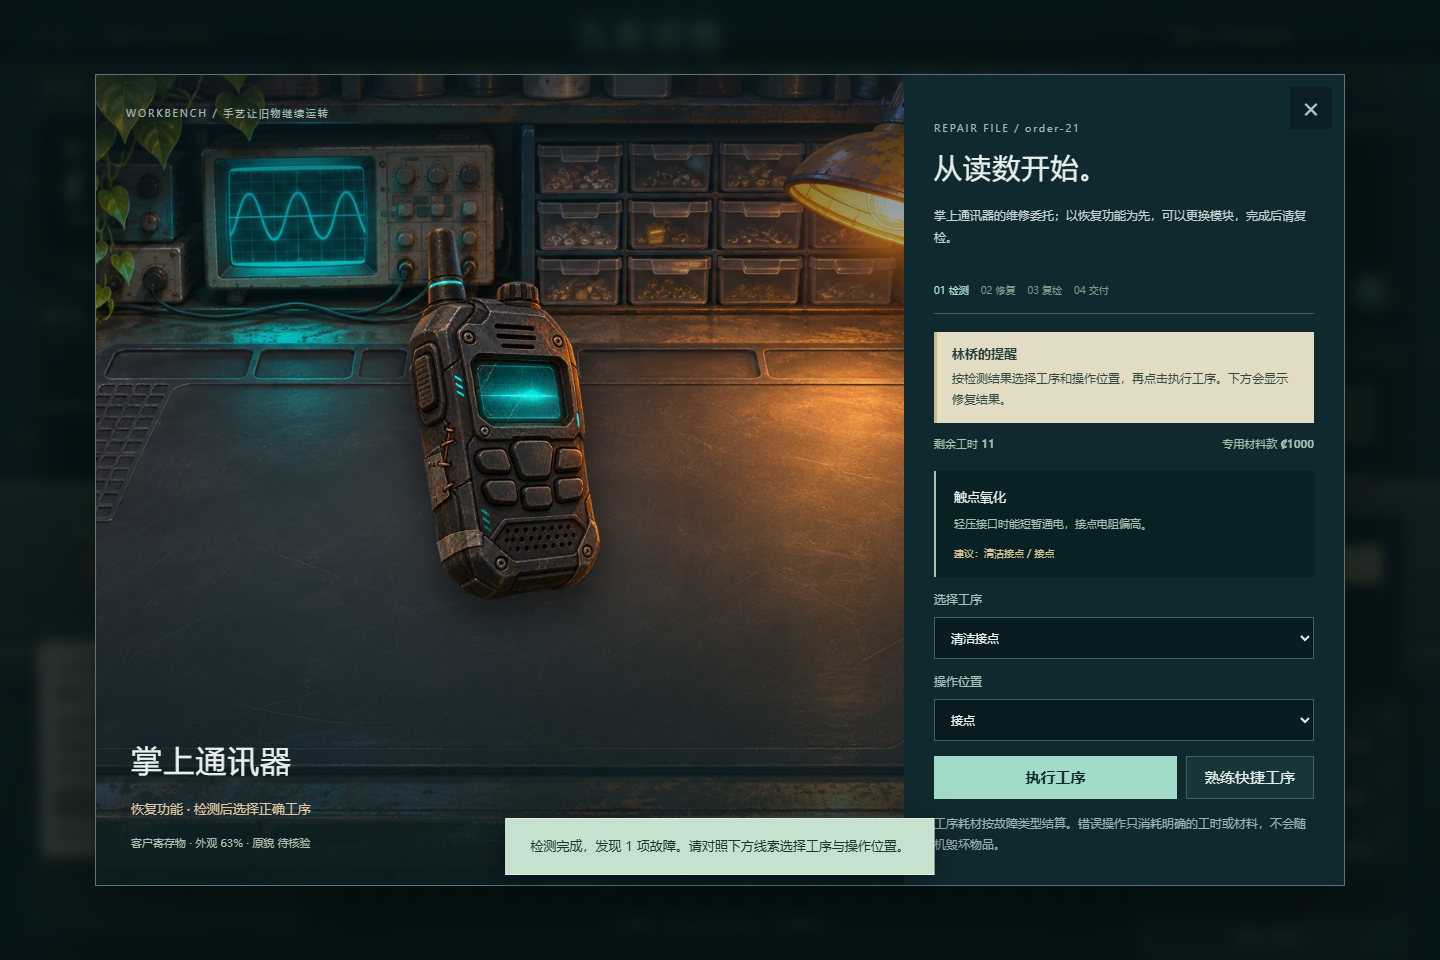 WORKBENCH / 手艺让旧物继续运转
掌上通讯器
恢复功能 · 检测后选择正确工序
客户寄存物 · 外观 63% · 原貌 待核验
×
REPAIR FILE / order-21
从读数开始。
掌上通讯器的维修委托；以恢复功能为先，可以更换模块，完成后请复
检。
01 检测 02 修复 03 复检 04 交付
林桥的提醒
按检测结果选择工序和操作位置，再点击执行工序。下方会显示
修复结果。
剩余工时 11 专用材料款 ₡1000
触点氧化
轻压接口时能短暂通电，接点电阻偏高。
建议：清洁接点 / 接点
选择工序
清洁接点
操作位置
接点
执行工序 熟练快捷工序
工序耗材按故障类型结算。错误操作只消耗明确的工时或材料，不会随
机毁坏物品。
检测完成，发现 1 项故障。请对照下方线索选择工序与操作位置。